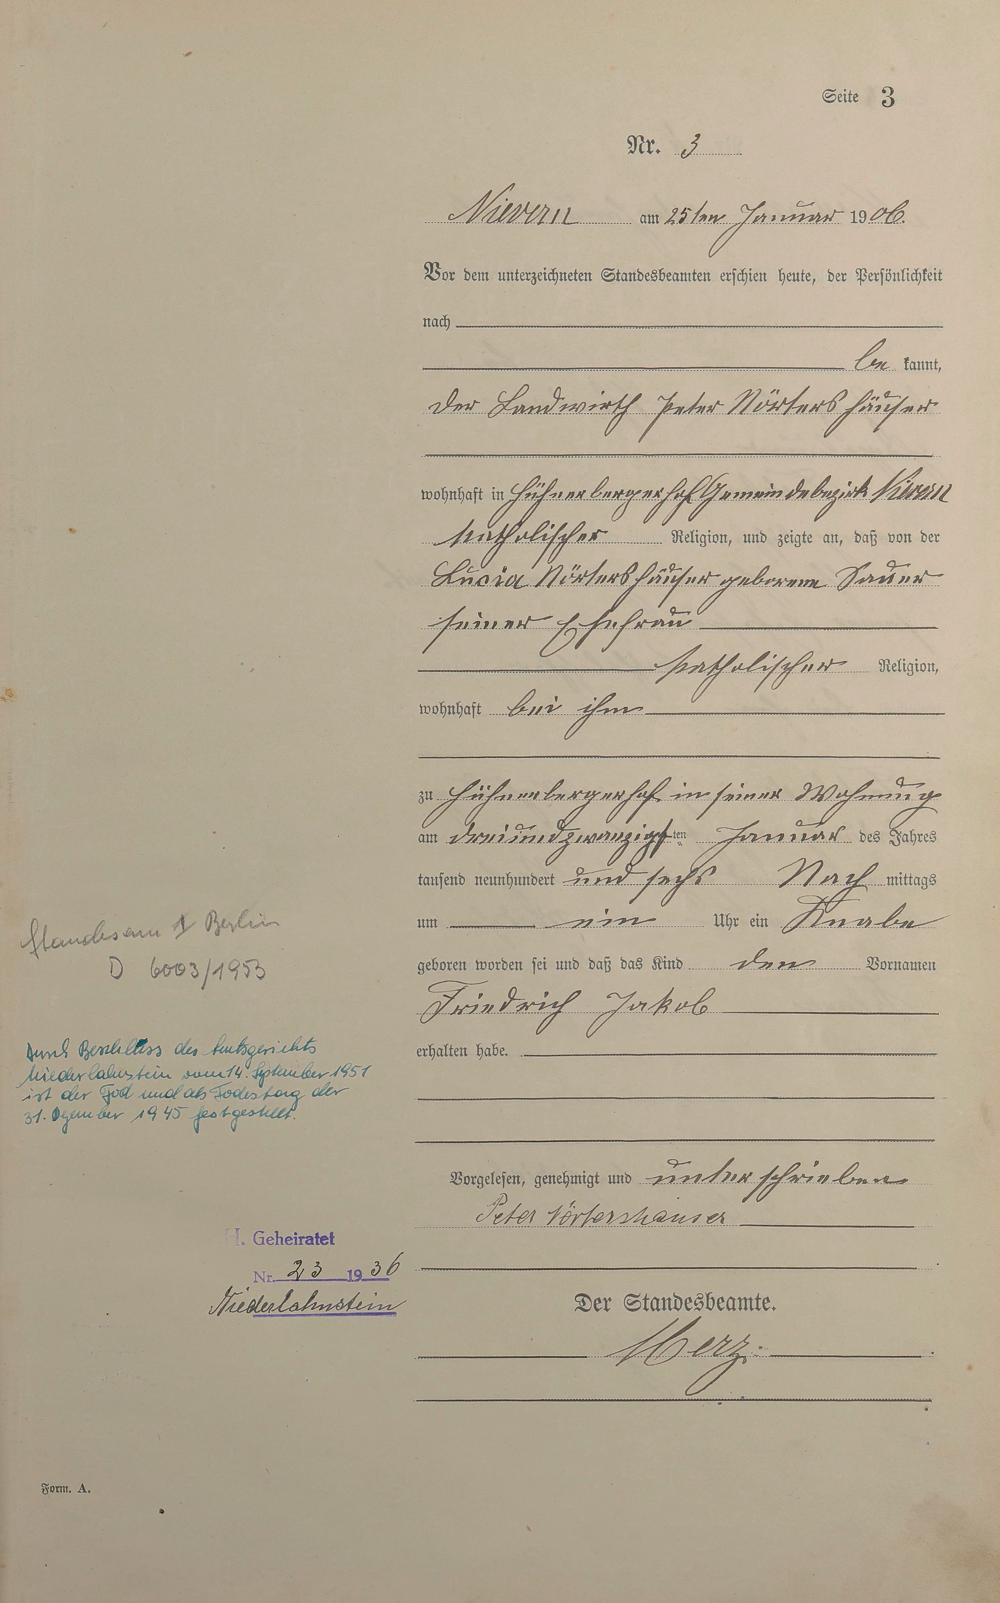 Seite 3
Nr. 3
Nievern am 25ten Januar 1906.
Vor dem unterzeichneten Standesbeamten erschien heute, der Persönlichkeit
nach
be kannt,
der Landwirth Peter Nörtershäuser
wohnhaft in Hühnerbergerhof Gemeindebezirk Nievern
katholischer Religion, und zeigte an, daß von der
Lucia Nörtershäuser geborene Sauer
seiner Ehefrau
katholischer Religion,
wohnhaft bei ihm
zu Hühnerbergerhof in seiner Wohnung
am dreiundzwanzigsten Januar des Jahres
tausend neunhundert und sechs Nach mittags
um ein Uhr ein Knabe
geboren worden sei und daß das Kind den Vornamen
Friedrich Jakob
erhalten habe.
Vorgelesen, genehmigt und unterschrieben
Peter Nörtershäuser
Der Standesbeamte.
Merz.
Standesamt I Berlin
D 6003/1953
Durch Beschluss des Amtsgerichts
Niederlahnstein vom 14. September 1951
ist der Tod und als Todestag der
31. Dezember 1945 festgestellt.
H. Geheiratet
Nr. 23 1936
Niederlahnstein
Form. A.